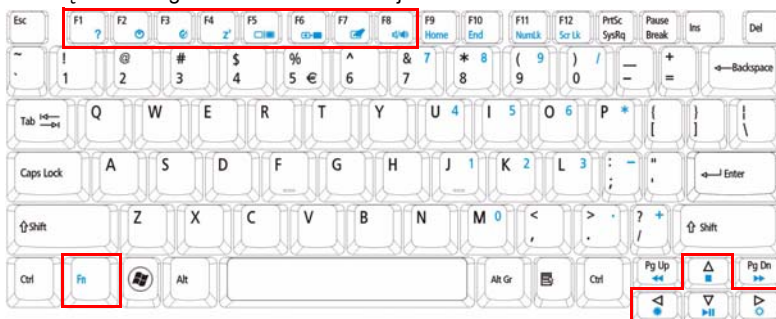 Esc F1 ? F2 F3 F4 zᶻ F5 F6 F7 F8 F9 Home F10 End F11 NumLk F12 Scr Lk PrtSc SysRq Pause Break Ins Del
~ ` ! 1 @ 2 # 3 $ 4 % 5 € ^ 6 & 7 7 * 8 8 ( 9 9 ) / 0 _ - + = Backspace
Tab Q W E R T Y U 4 I 5 O 6 P * { [ } ] ¦ \
Caps Lock A S D F G H J 1 K 2 L 3 : - ; " ' Enter
Shift Z X C V B N M 0 < , > . . ? + / Shift
Ctrl Fn Alt Alt Gr Ctrl Pg Up Pg Dn